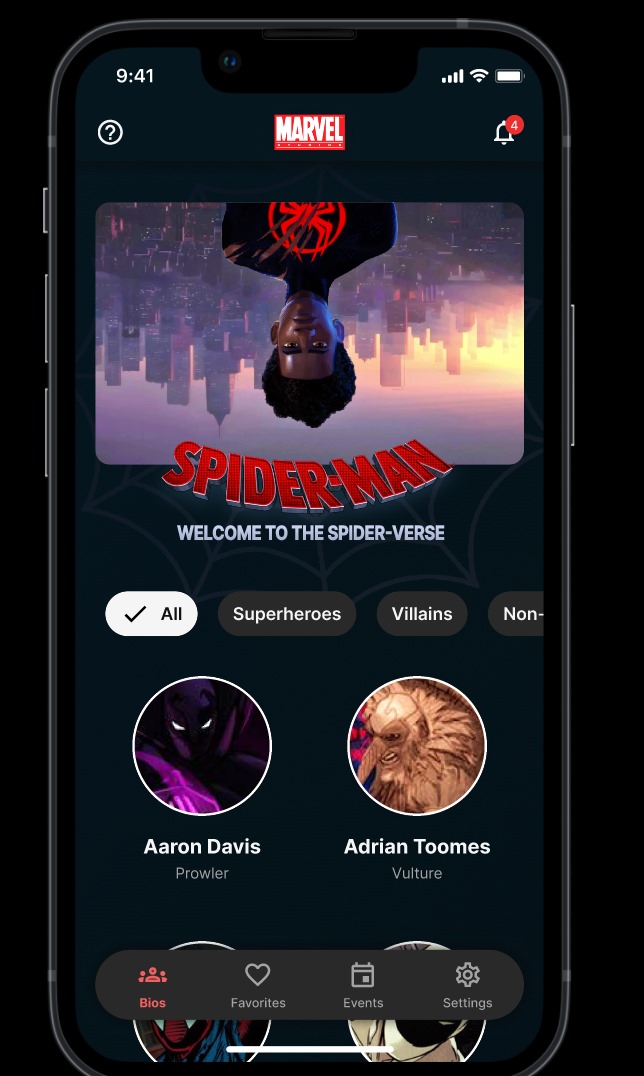 9:41
MARVEL
STUDIOS
4
SPIDER-MAN
WELCOME TO THE SPIDER-VERSE
All
Superheroes
Villains
Non-
Aaron Davis
Adrian Toomes
Prowler
Vulture
Bios
Favorites
Events
Settings